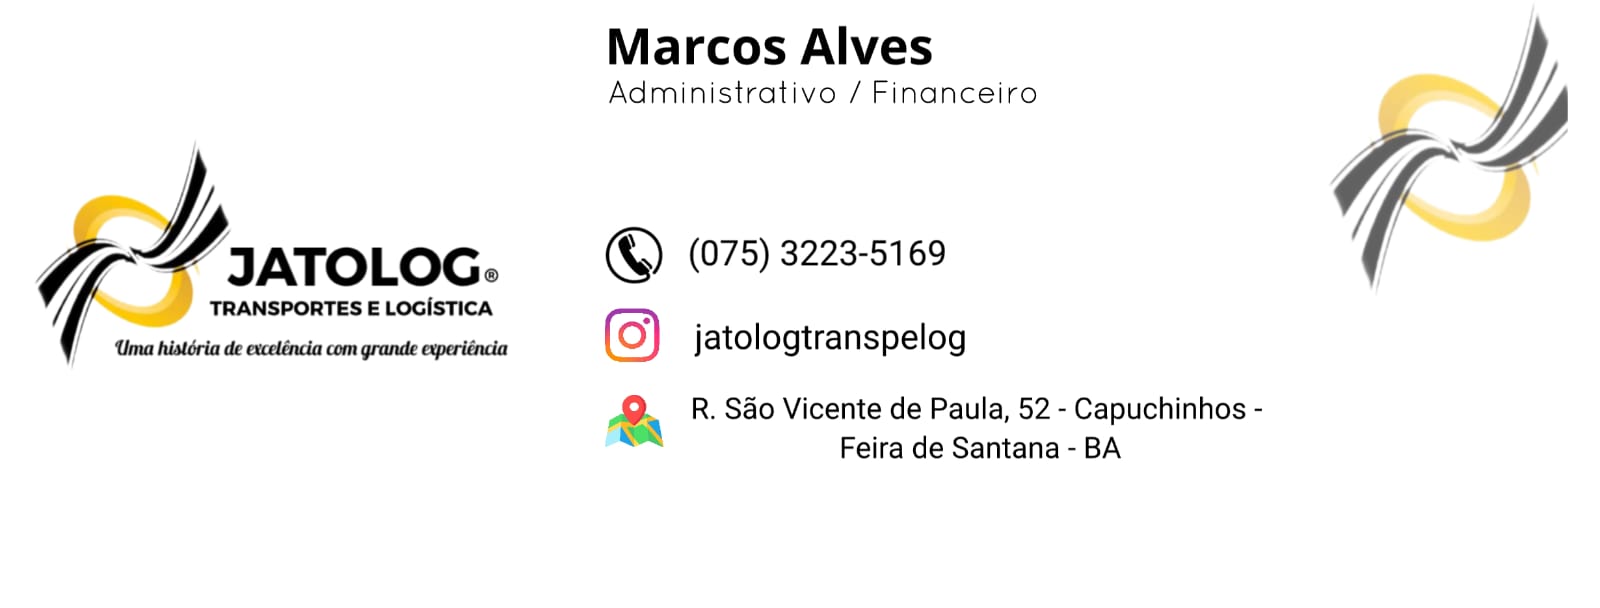 Marcos Alves
Administrativo / Financeiro
JATOLOG®
TRANSPORTES E LOGÍSTICA
Uma história de excelência com grande experiência
(075) 3223-5169
jatologtranspelog
R. São Vicente de Paula, 52 - Capuchinhos -
Feira de Santana - BA